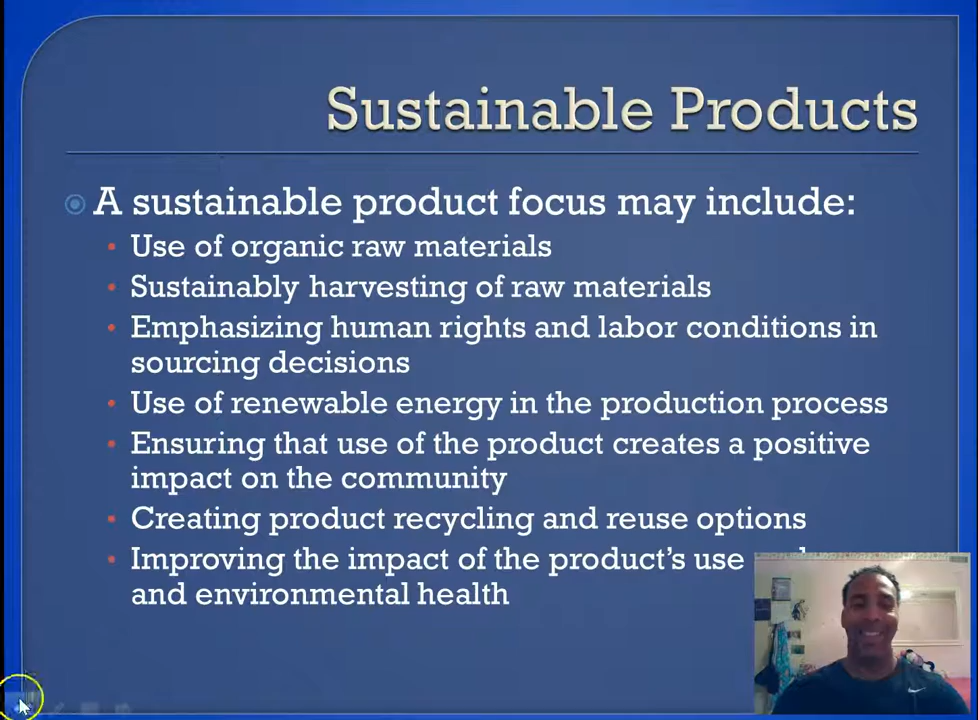 Sustainable Products
A sustainable product focus may include:
Use of organic raw materials
Sustainably harvesting of raw materials
Emphasizing human rights and labor conditions in
sourcing decisions
Use of renewable energy in the production process
Ensuring that use of the product creates a positive
impact on the community
Creating product recycling and reuse options
Improving the impact of the product's use
and environmental health